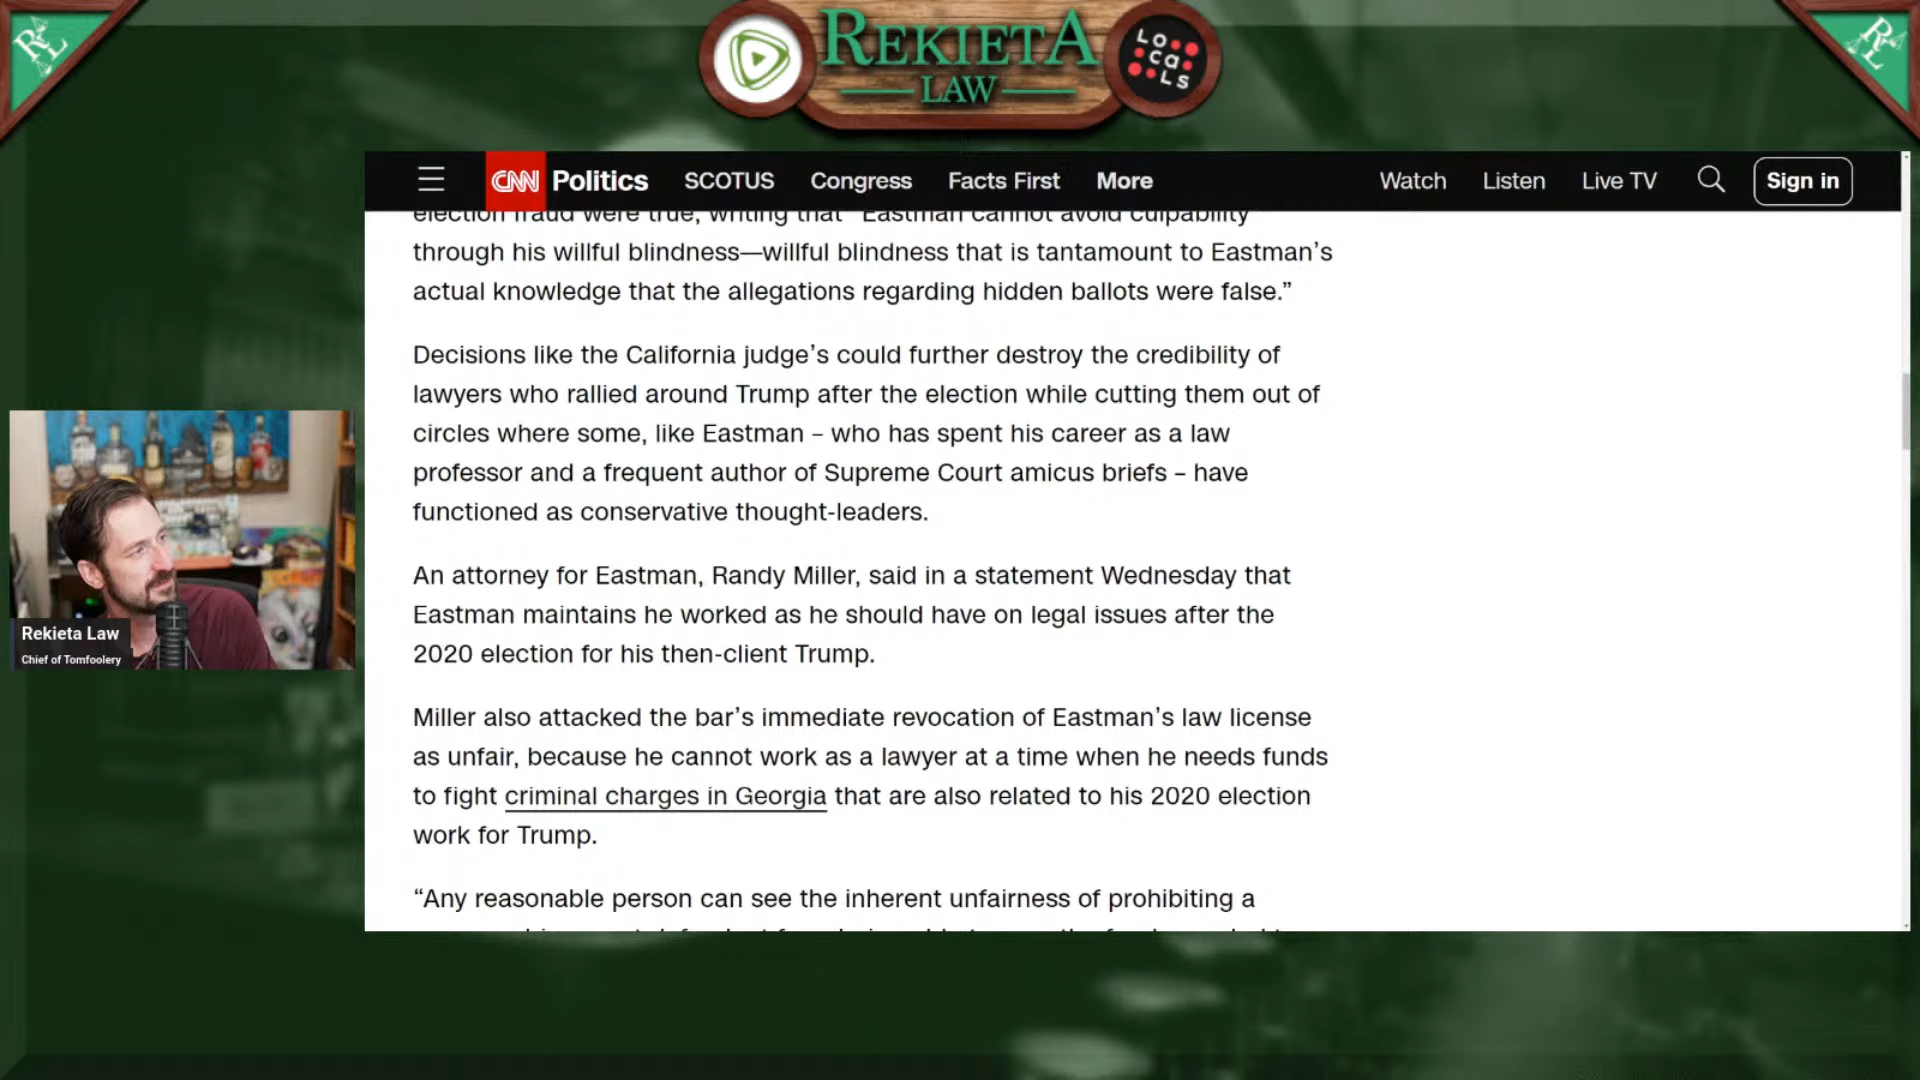 RL
REKIETA
LAW
LOcaLS
RL
CNN Politics SCOTUS Congress Facts First More Watch Listen Live TV Sign in
election fraud were true, writing that “Eastman cannot avoid culpability
through his willful blindness—willful blindness that is tantamount to Eastman’s
actual knowledge that the allegations regarding hidden ballots were false.”
Decisions like the California judge’s could further destroy the credibility of
lawyers who rallied around Trump after the election while cutting them out of
circles where some, like Eastman – who has spent his career as a law
professor and a frequent author of Supreme Court amicus briefs – have
functioned as conservative thought-leaders.
An attorney for Eastman, Randy Miller, said in a statement Wednesday that
Eastman maintains he worked as he should have on legal issues after the
2020 election for his then-client Trump.
Miller also attacked the bar’s immediate revocation of Eastman’s law license
as unfair, because he cannot work as a lawyer at a time when he needs funds
to fight criminal charges in Georgia that are also related to his 2020 election
work for Trump.
“Any reasonable person can see the inherent unfairness of prohibiting a
Rekieta Law
Chief of Tomfoolery